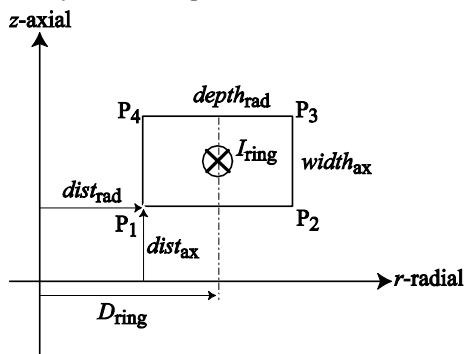 z-axial
depth_rad
P_4
P_3
I_ring
width_ax
dist_rad
P_1
P_2
dist_ax
r-radial
D_ring